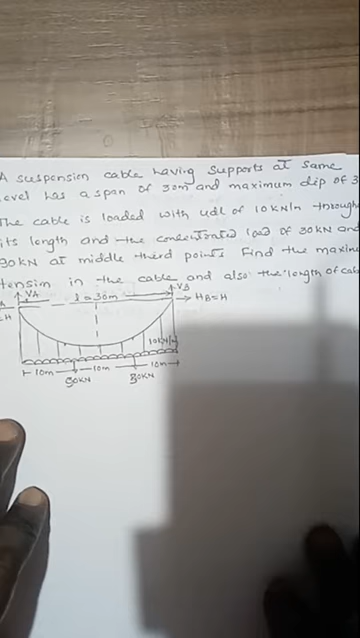 A suspension cable having supports at same
level has a span of 30m and maximum dip of 3
The cable is loaded with udl of 10KN/n through
its length and the concentrated load of 30KN and
30KN at middle third points Find the maxim
tension in the cable and also the length of cab
VA l = 30m VB
HB=H
=H
10KN/
10m 10m 10m
30KN 30KN